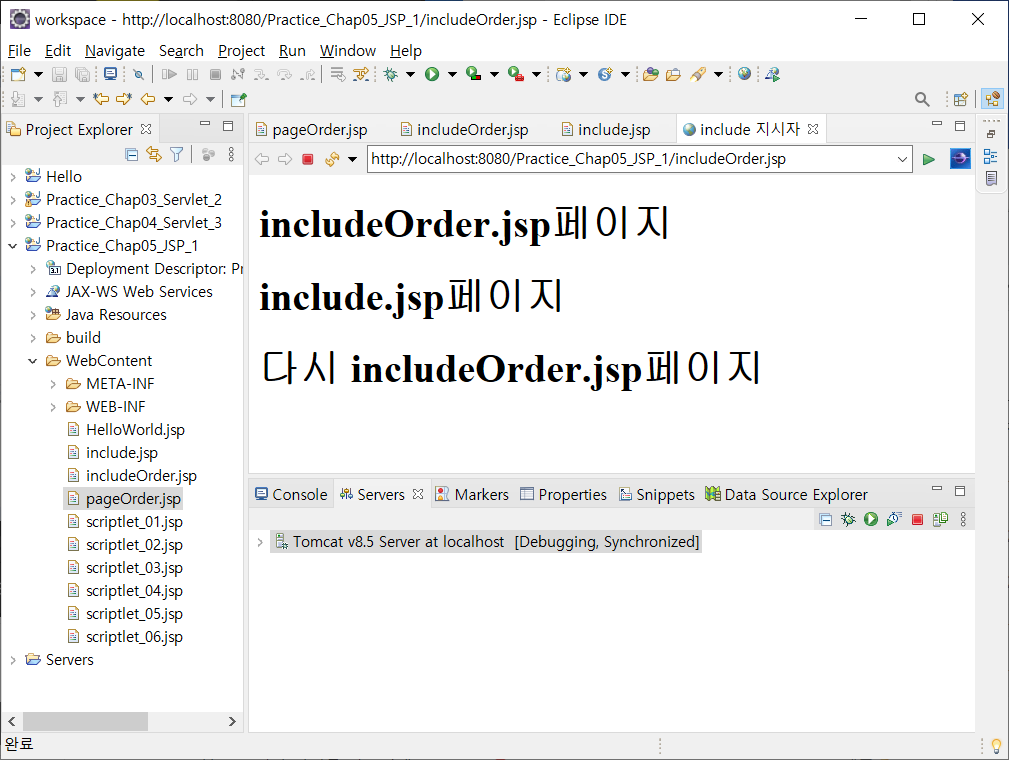 workspace - http://localhost:8080/Practice_Chap05_JSP_1/includeOrder.jsp - Eclipse IDE
File Edit Navigate Search Project Run Window Help
Project Explorer
Hello
Practice_Chap03_Servlet_2
Practice_Chap04_Servlet_3
Practice_Chap05_JSP_1
Deployment Descriptor: Pr
JAX-WS Web Services
Java Resources
build
WebContent
META-INF
WEB-INF
HelloWorld.jsp
include.jsp
includeOrder.jsp
pageOrder.jsp
scriptlet_01.jsp
scriptlet_02.jsp
scriptlet_03.jsp
scriptlet_04.jsp
scriptlet_05.jsp
scriptlet_06.jsp
Servers
pageOrder.jsp includeOrder.jsp include.jsp include 지시자
http://localhost:8080/Practice_Chap05_JSP_1/includeOrder.jsp
includeOrder.jsp페이지
include.jsp페이지
다시 includeOrder.jsp페이지
Console Servers Markers Properties Snippets Data Source Explorer
Tomcat v8.5 Server at localhost [Debugging, Synchronized]
완료